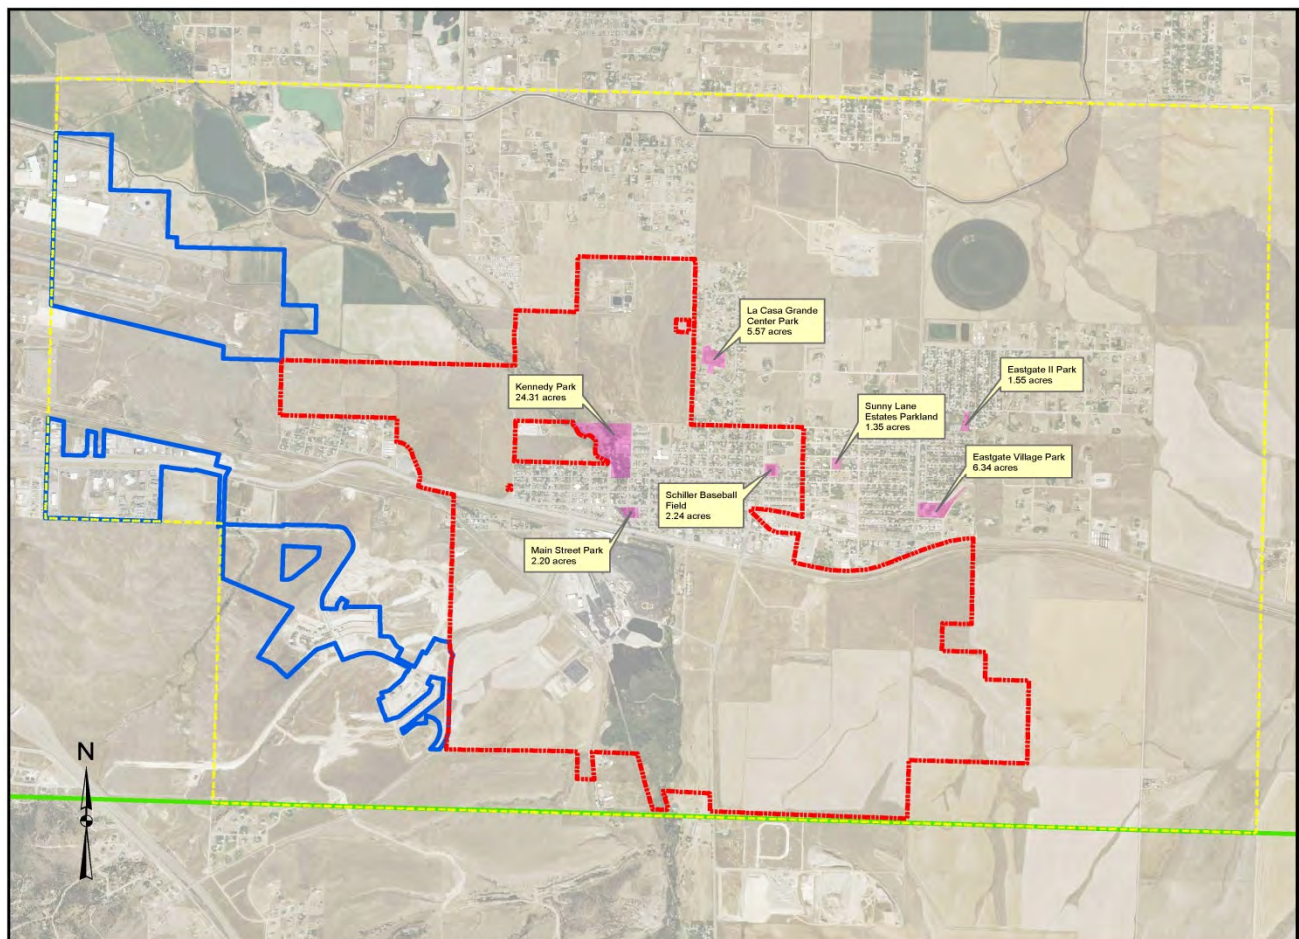 La Casa Grande
Center Park
5.57 acres
Eastgate II Park
1.55 acres
Kennedy Park
24.31 acres
Sunny Lane
Estates Parkland
1.35 acres
Eastgate Village Park
6.34 acres
Schiller Baseball
Field
2.24 acres
Main Street Park
2.20 acres
N